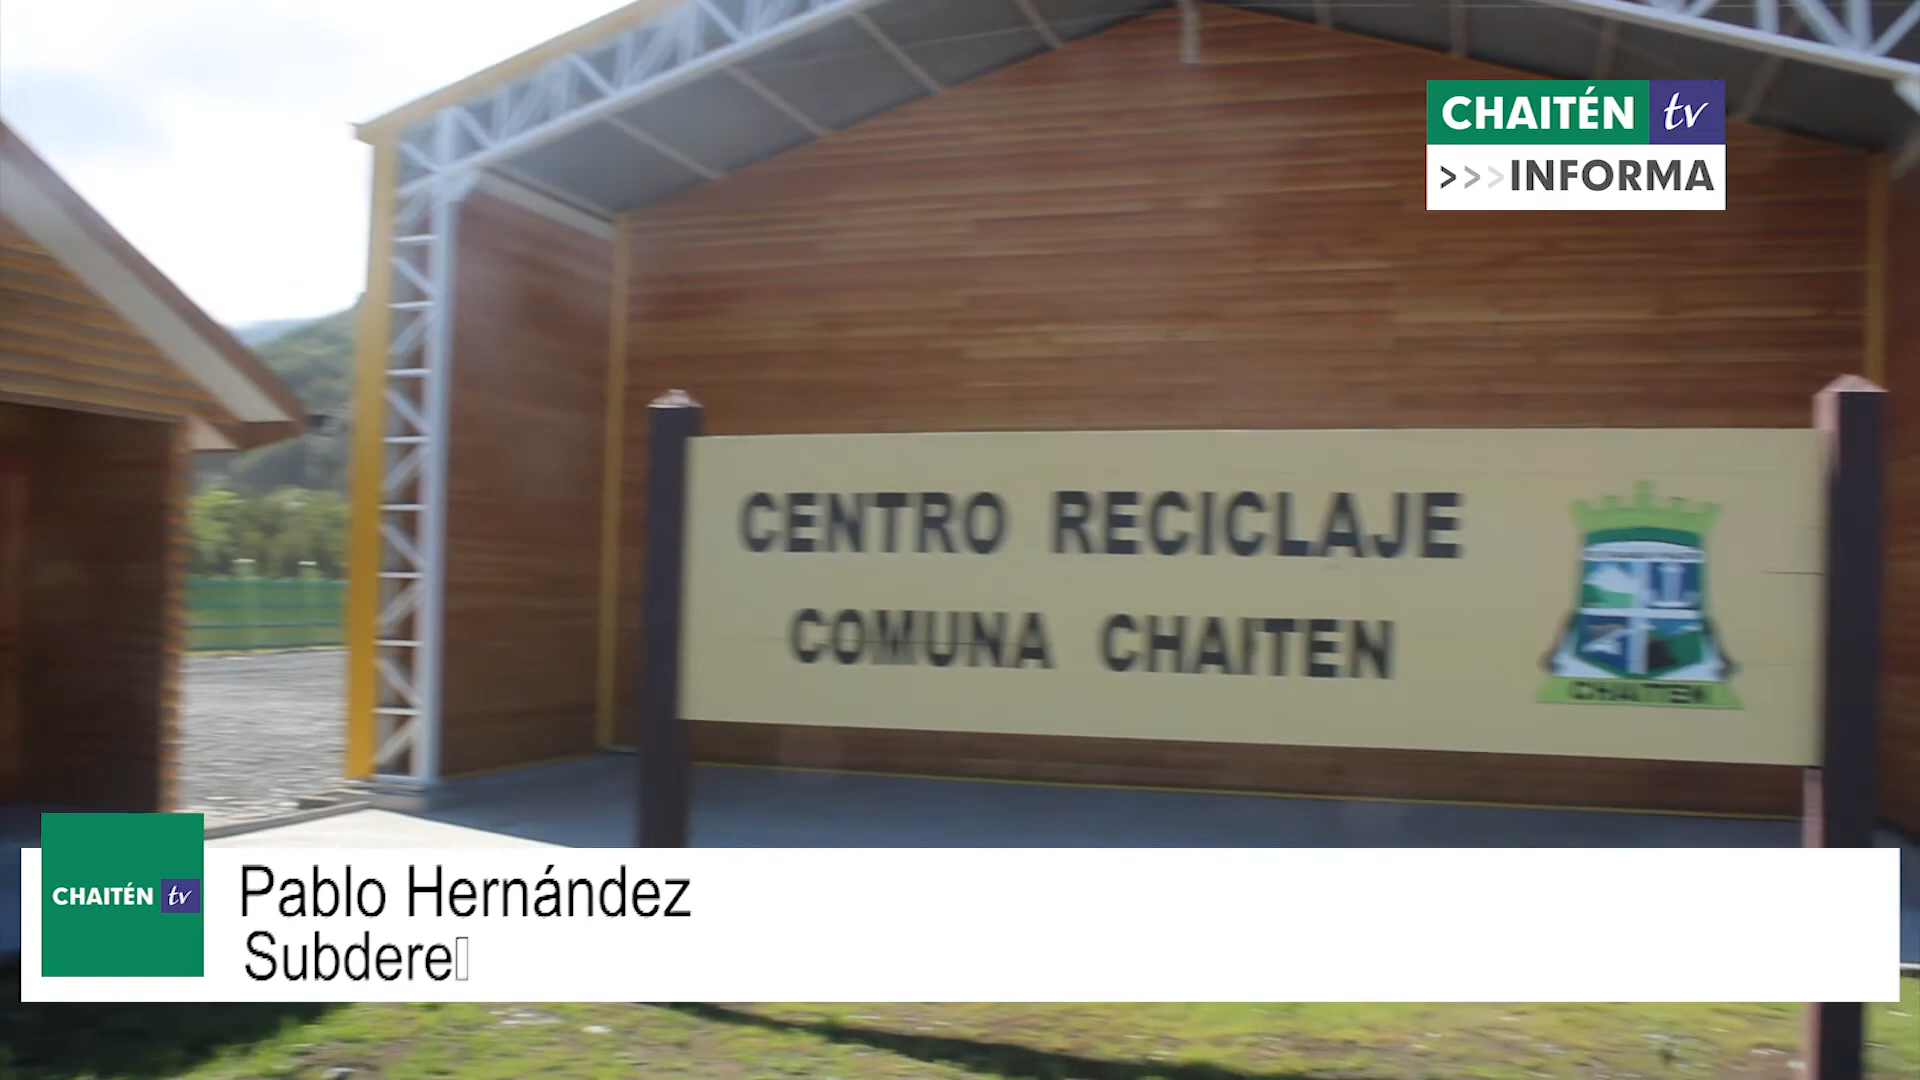 CHAITÉN tv
>>>INFORMA
CENTRO RECICLAJE
COMUNA CHAITEN
CHAITEN
CHAITÉN tv
Pablo Hernández
Subdere